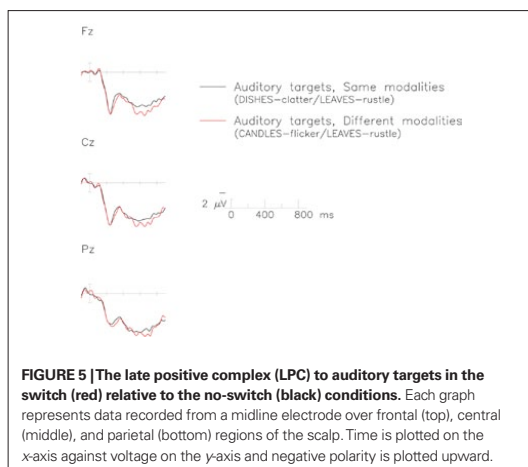 Fz
Auditory targets, Same modalities
(DISHES-clatter/LEAVES-rustle)
Auditory targets, Different modalities
(CANDLES-flicker/LEAVES-rustle)
Cz
2 μV
0 400 800 ms
Pz
FIGURE 5 | The late positive complex (LPC) to auditory targets in the
switch (red) relative to the no-switch (black) conditions. Each graph
represents data recorded from a midline electrode over frontal (top), central
(middle), and parietal (bottom) regions of the scalp. Time is plotted on the
x-axis against voltage on the y-axis and negative polarity is plotted upward.